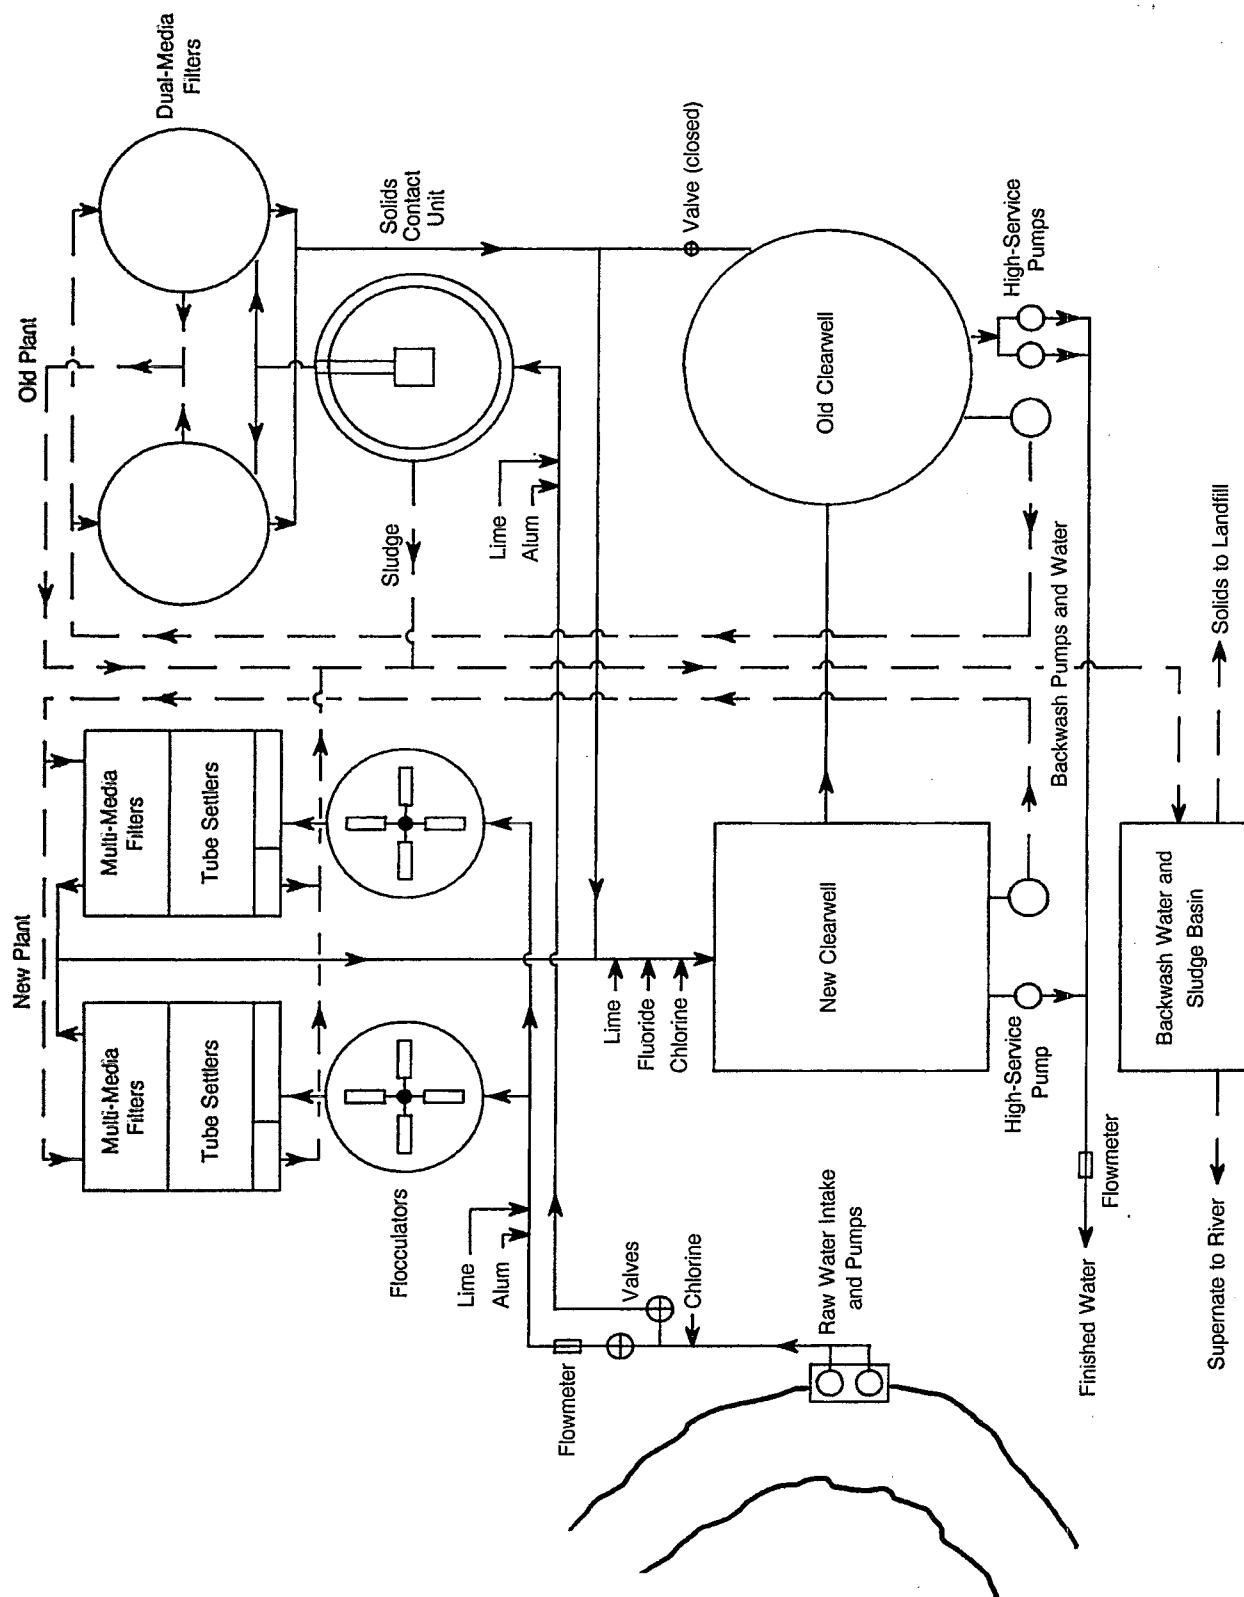 New Plant
Old Plant
Dual-Media
Filters
Multi-Media
Filters
Tube Settlers
Multi-Media
Filters
Tube Settlers
Flocculators
Lime
Alum
Flowmeter
Valves
Chlorine
Raw Water Intake
and Pumps
Sludge
Solids
Contact
Unit
Lime
Alum
Lime
Fluoride
Chlorine
Valve (closed)
New Clearwell
Old Clearwell
High-Service
Pump
High-Service
Pumps
Backwash Pumps and Water
Finished Water
Flowmeter
Backwash Water and
Sludge Basin
Supernate to River
Solids to Landfill